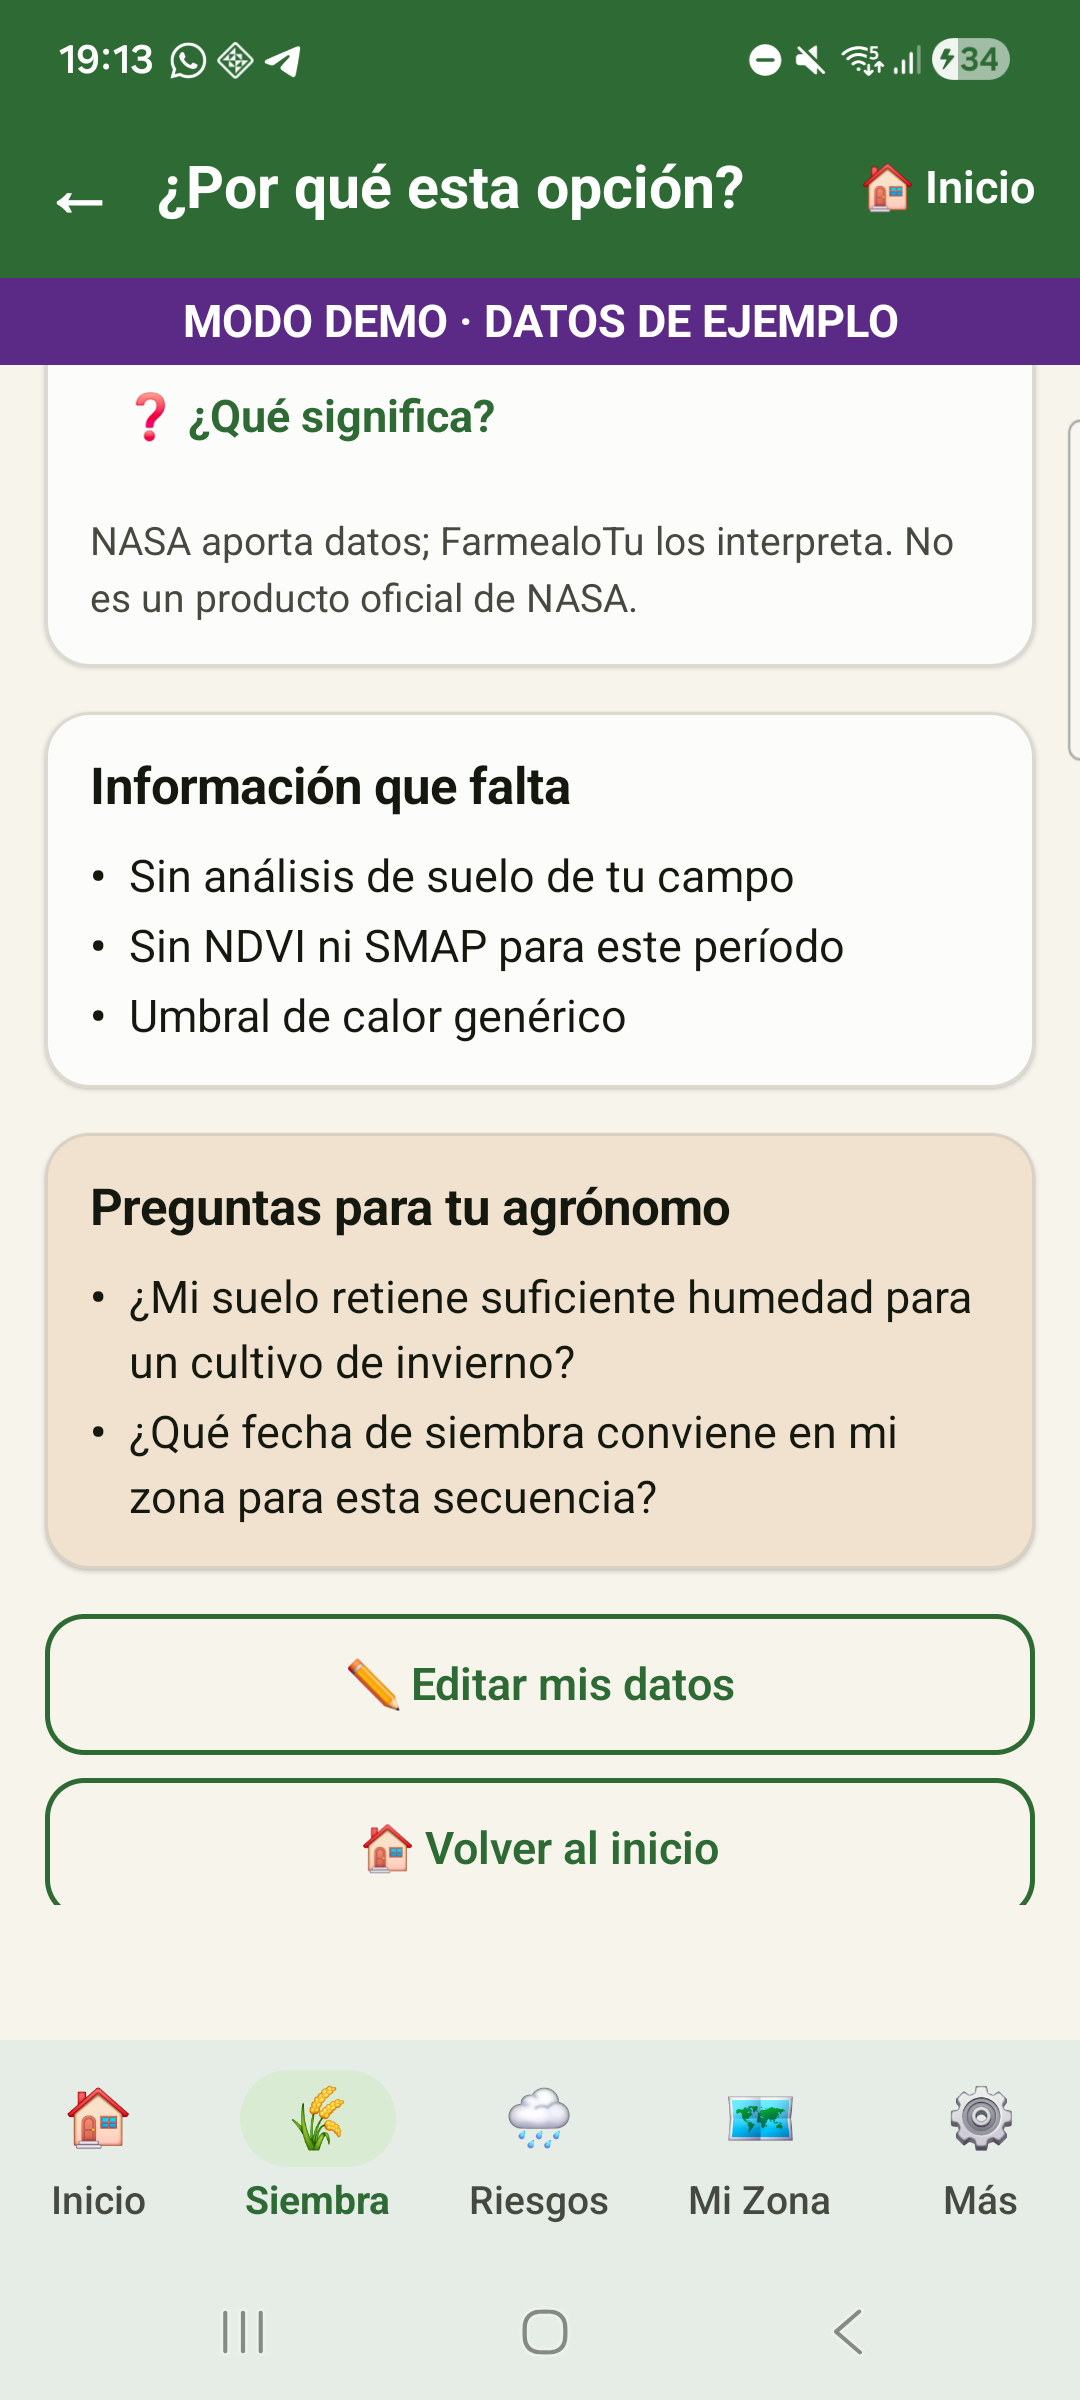 19:13
5
34
← ¿Por qué esta opción?
Inicio
MODO DEMO · DATOS DE EJEMPLO
❓ ¿Qué significa?
NASA aporta datos; FarmealoTu los interpreta. No
es un producto oficial de NASA.
Información que falta
• Sin análisis de suelo de tu campo
• Sin NDVI ni SMAP para este período
• Umbral de calor genérico
Preguntas para tu agrónomo
• ¿Mi suelo retiene suficiente humedad para
un cultivo de invierno?
• ¿Qué fecha de siembra conviene en mi
zona para esta secuencia?
Editar mis datos
Volver al inicio
Inicio
Siembra
Riesgos
Mi Zona
Más